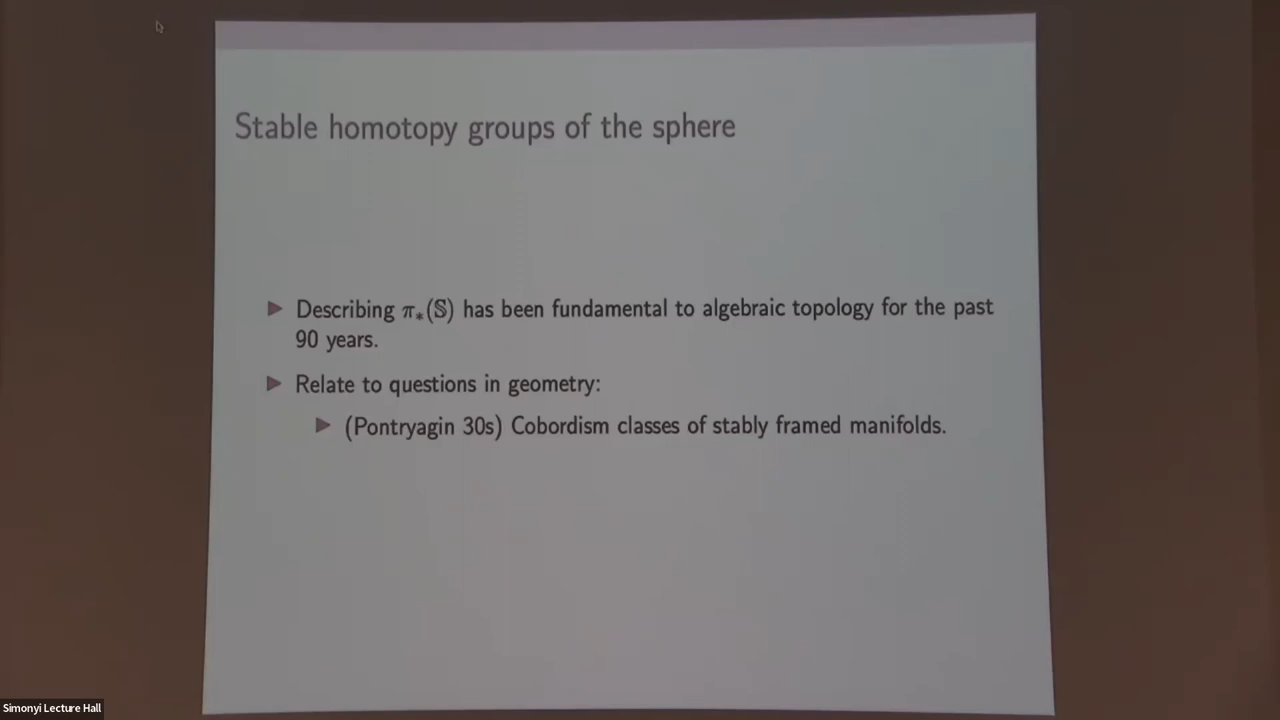 Stable homotopy groups of the sphere
▶ Describing π∗(𝕊) has been fundamental to algebraic topology for the past
90 years.
▶ Relate to questions in geometry:
▶ (Pontryagin 30s) Cobordism classes of stably framed manifolds.
Simonyi Lecture Hall